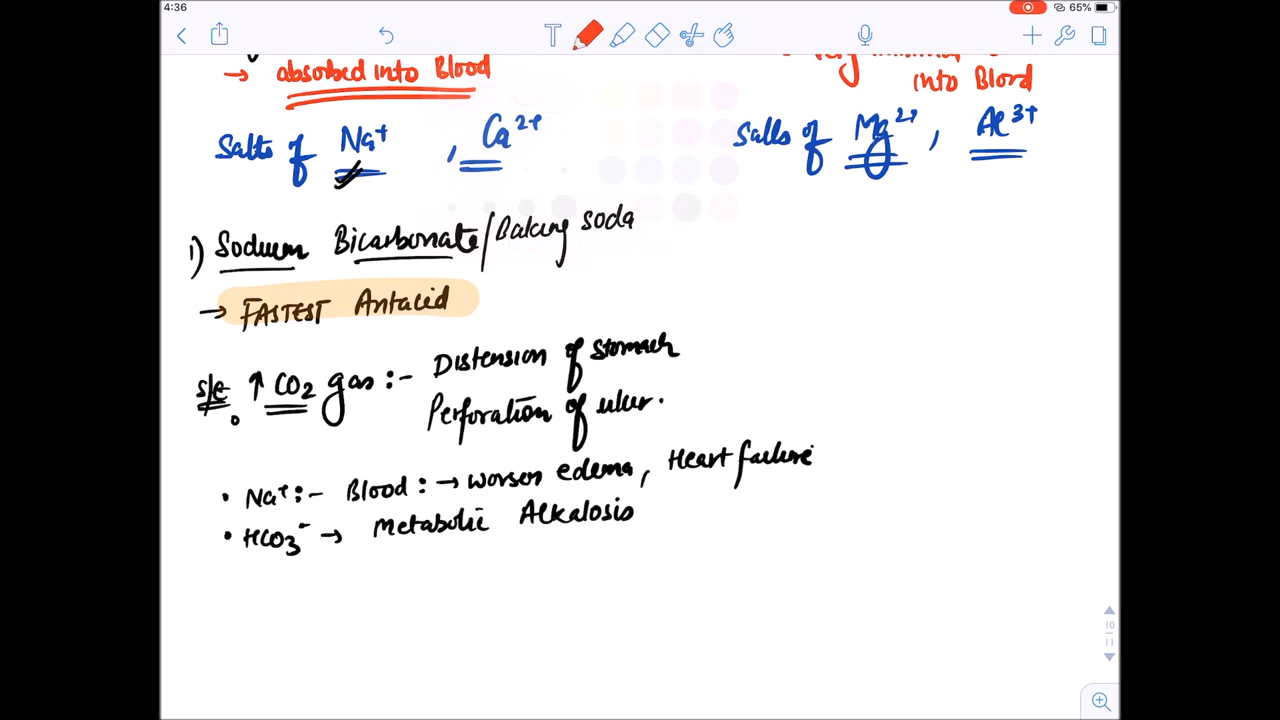 4:36
65%
→ absorbed into Blood
into Blood
Salts of Na+, Ca2+
Salts of Mg2+, Al3+
1) Sodium Bicarbonate/Baking soda
→ FASTEST Antacid
s/e ↑ CO2 gas :- Distension of stomach
Perforation of ulcer.
• Na+ :- Blood : → worsen edema, Heart failure
• HCO3- → Metabolic Alkalosis
10
11